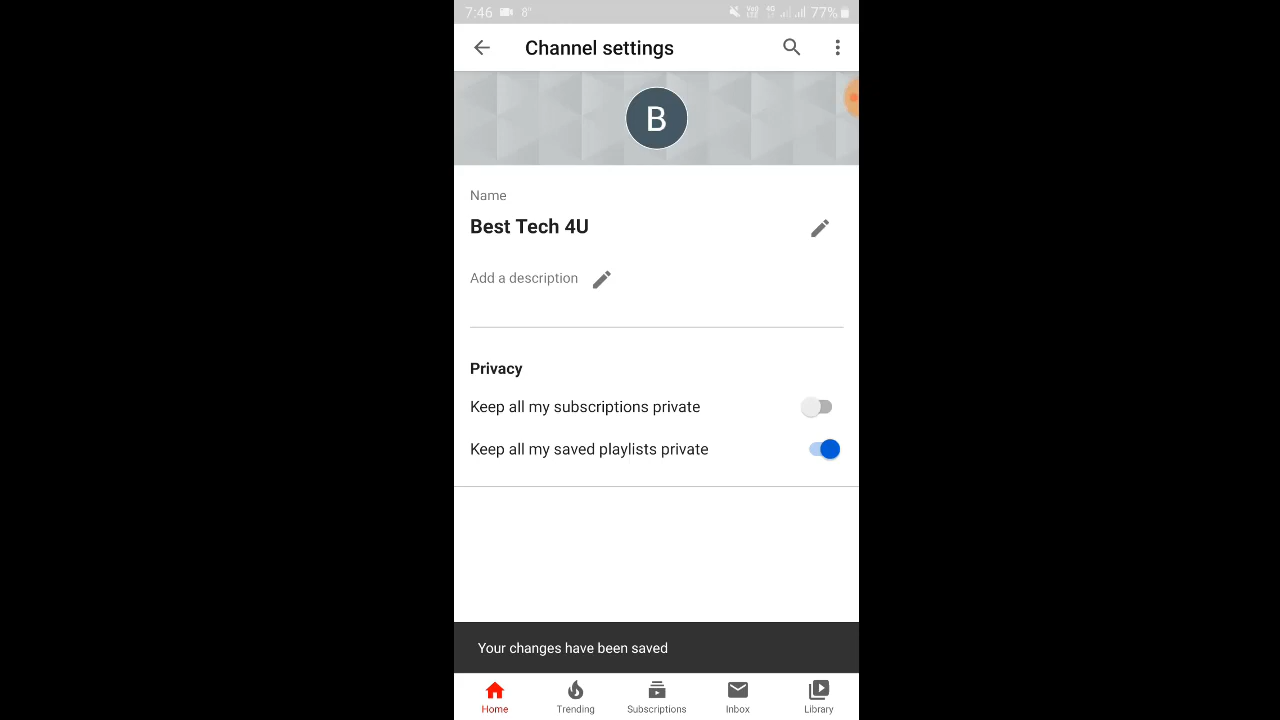 7:46 8° 77%
Channel settings
B
Name
Best Tech 4U
Add a description
Privacy
Keep all my subscriptions private
Keep all my saved playlists private
Your changes have been saved
Home Trending Subscriptions Inbox Library